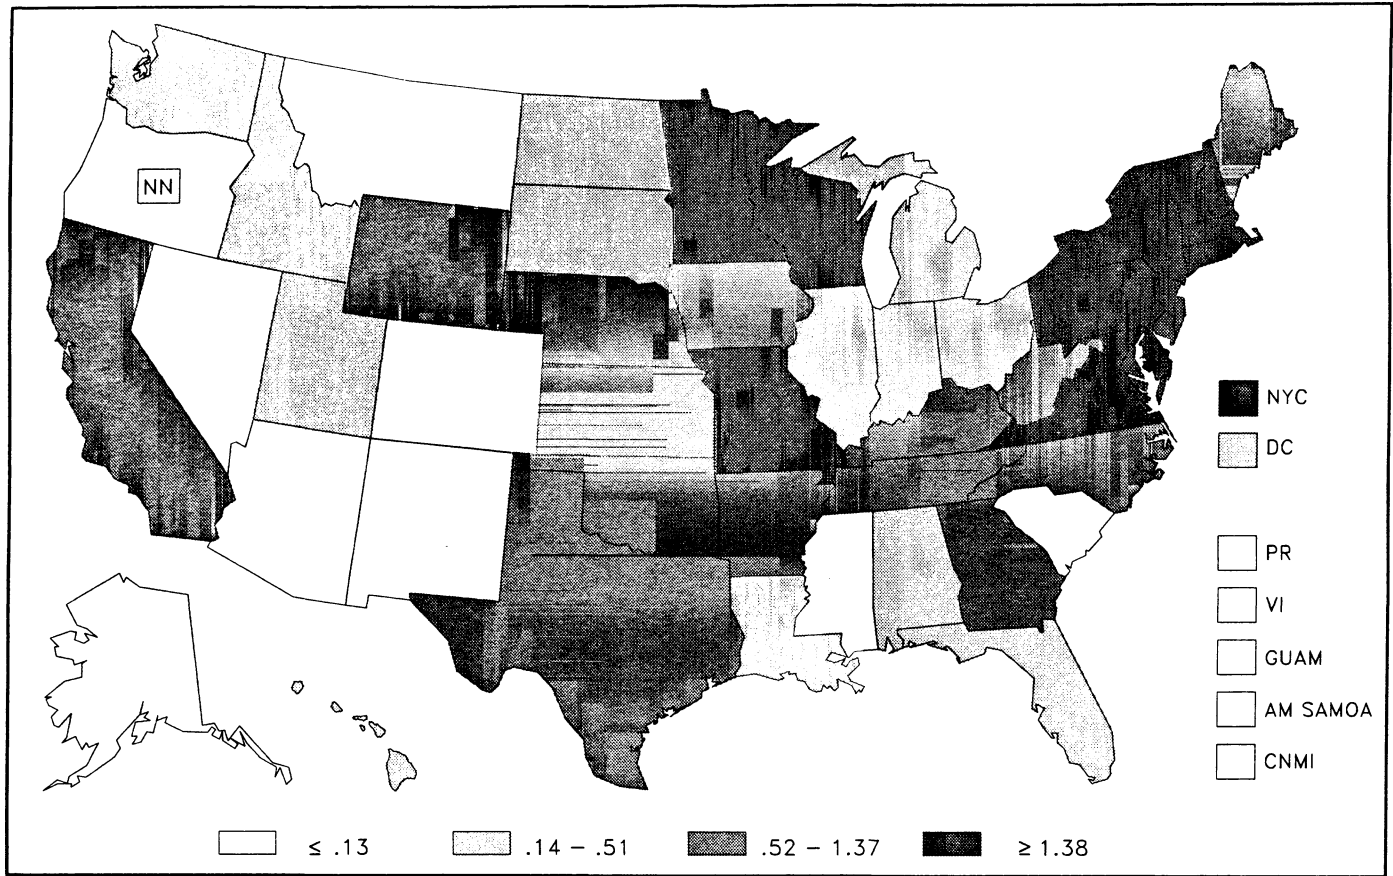 NN
NYC
DC
PR
VI
GUAM
AM SAMOA
CNMI
≤ .13
.14 – .51
.52 – 1.37
≥ 1.38